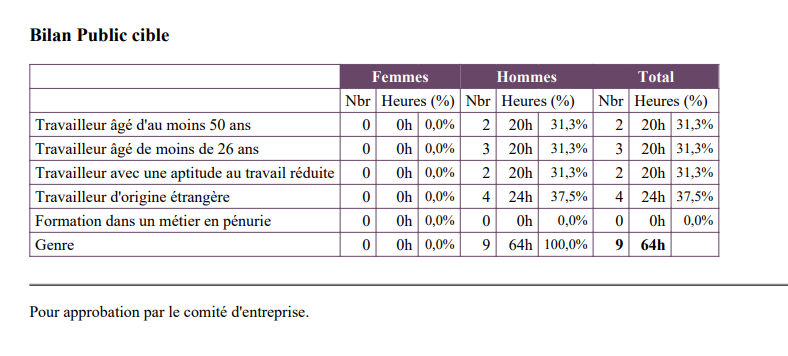 Bilan Public cible
Femmes Hommes Total
Nbr Heures (%) Nbr Heures (%) Nbr Heures (%)
Travailleur âgé d'au moins 50 ans 0 0h 0,0% 2 20h 31,3% 2 20h 31,3%
Travailleur âgé de moins de 26 ans 0 0h 0,0% 3 20h 31,3% 3 20h 31,3%
Travailleur avec une aptitude au travail réduite 0 0h 0,0% 2 20h 31,3% 2 20h 31,3%
Travailleur d'origine étrangère 0 0h 0,0% 4 24h 37,5% 4 24h 37,5%
Formation dans un métier en pénurie 0 0h 0,0% 0 0h 0,0% 0 0h 0,0%
Genre 0 0h 0,0% 9 64h 100,0% 9 64h
Pour approbation par le comité d'entreprise.